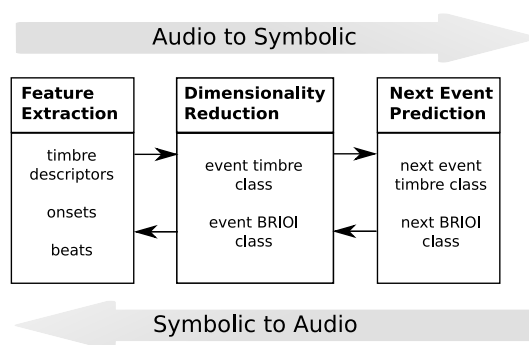 Audio to Symbolic
Feature
Extraction
timbre
descriptors
onsets
beats
Dimensionality
Reduction
event timbre
class
event BRIOI
class
Next Event
Prediction
next event
timbre class
next BRIOI
class
Symbolic to Audio